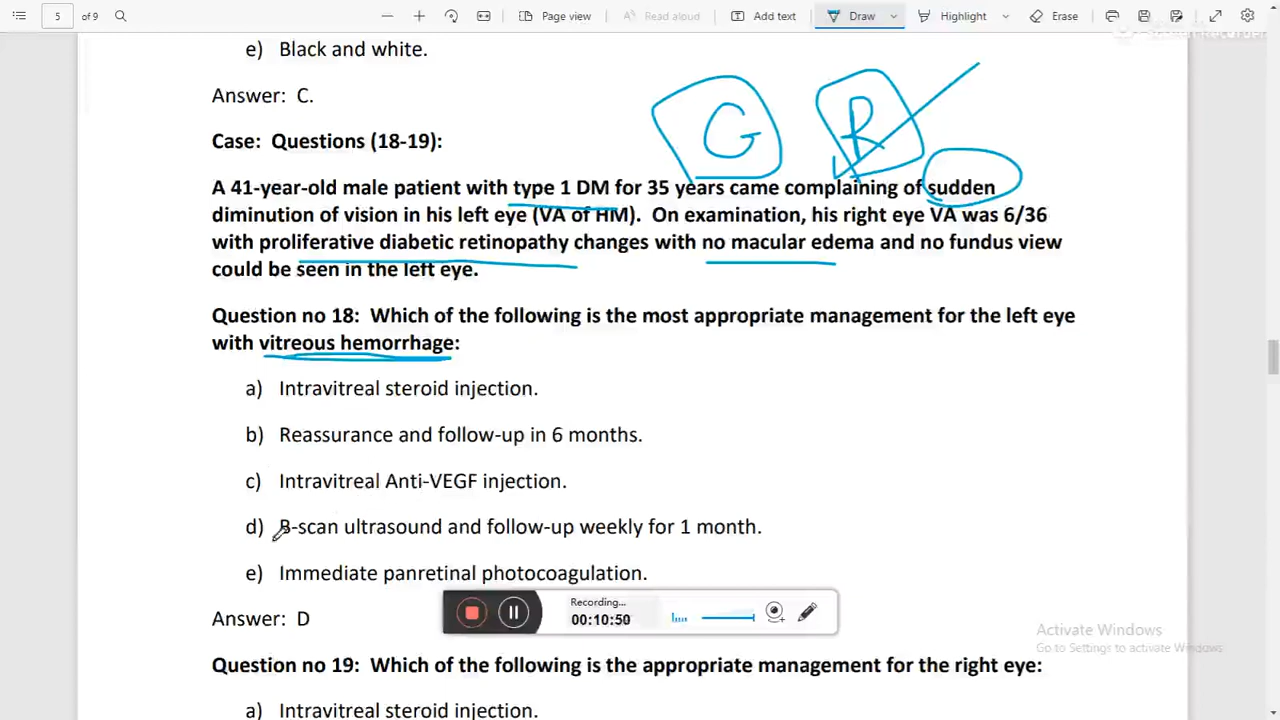 5 of 9 Page view Read aloud Add text Draw Highlight Erase
e) Black and white.
Answer: C.
G R
Case: Questions (18-19):
A 41-year-old male patient with type 1 DM for 35 years came complaining of sudden
diminution of vision in his left eye (VA of HM). On examination, his right eye VA was 6/36
with proliferative diabetic retinopathy changes with no macular edema and no fundus view
could be seen in the left eye.
Question no 18: Which of the following is the most appropriate management for the left eye
with vitreous hemorrhage:
a) Intravitreal steroid injection.
b) Reassurance and follow-up in 6 months.
c) Intravitreal Anti-VEGF injection.
d) B-scan ultrasound and follow-up weekly for 1 month.
e) Immediate panretinal photocoagulation.
Recording...
00:10:50
Answer: D
Activate Windows
Go to Settings to activate Windows.
Question no 19: Which of the following is the appropriate management for the right eye:
a) Intravitreal steroid injection.